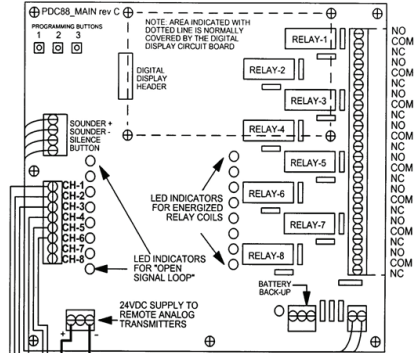 PDC88_MAIN rev C
PROGRAMMING BUTTONS
1 2 3
NOTE: AREA INDICATED WITH
DOTTED LINE IS NORMALLY
COVERED BY THE DIGITAL
DISPLAY CIRCUIT BOARD
DIGITAL
DISPLAY
HEADER
RELAY-1
RELAY-2
RELAY-3
RELAY-4
RELAY-5
RELAY-6
RELAY-7
RELAY-8
NO
COM
NC
NO
COM
NC
NO
COM
NC
NO
COM
NC
NO
COM
NC
NO
COM
NC
NO
COM
NC
NO
COM
NC
SOUNDER +
SOUNDER -
SILENCE
BUTTON
CH-1
CH-2
CH-3
CH-4
CH-5
CH-6
CH-7
CH-8
LED INDICATORS
FOR ENERGIZED
RELAY COILS
LED INDICATORS
FOR "OPEN
SIGNAL LOOP"
BATTERY
BACK-UP
24VDC SUPPLY TO
REMOTE ANALOG
TRANSMITTERS
+ -